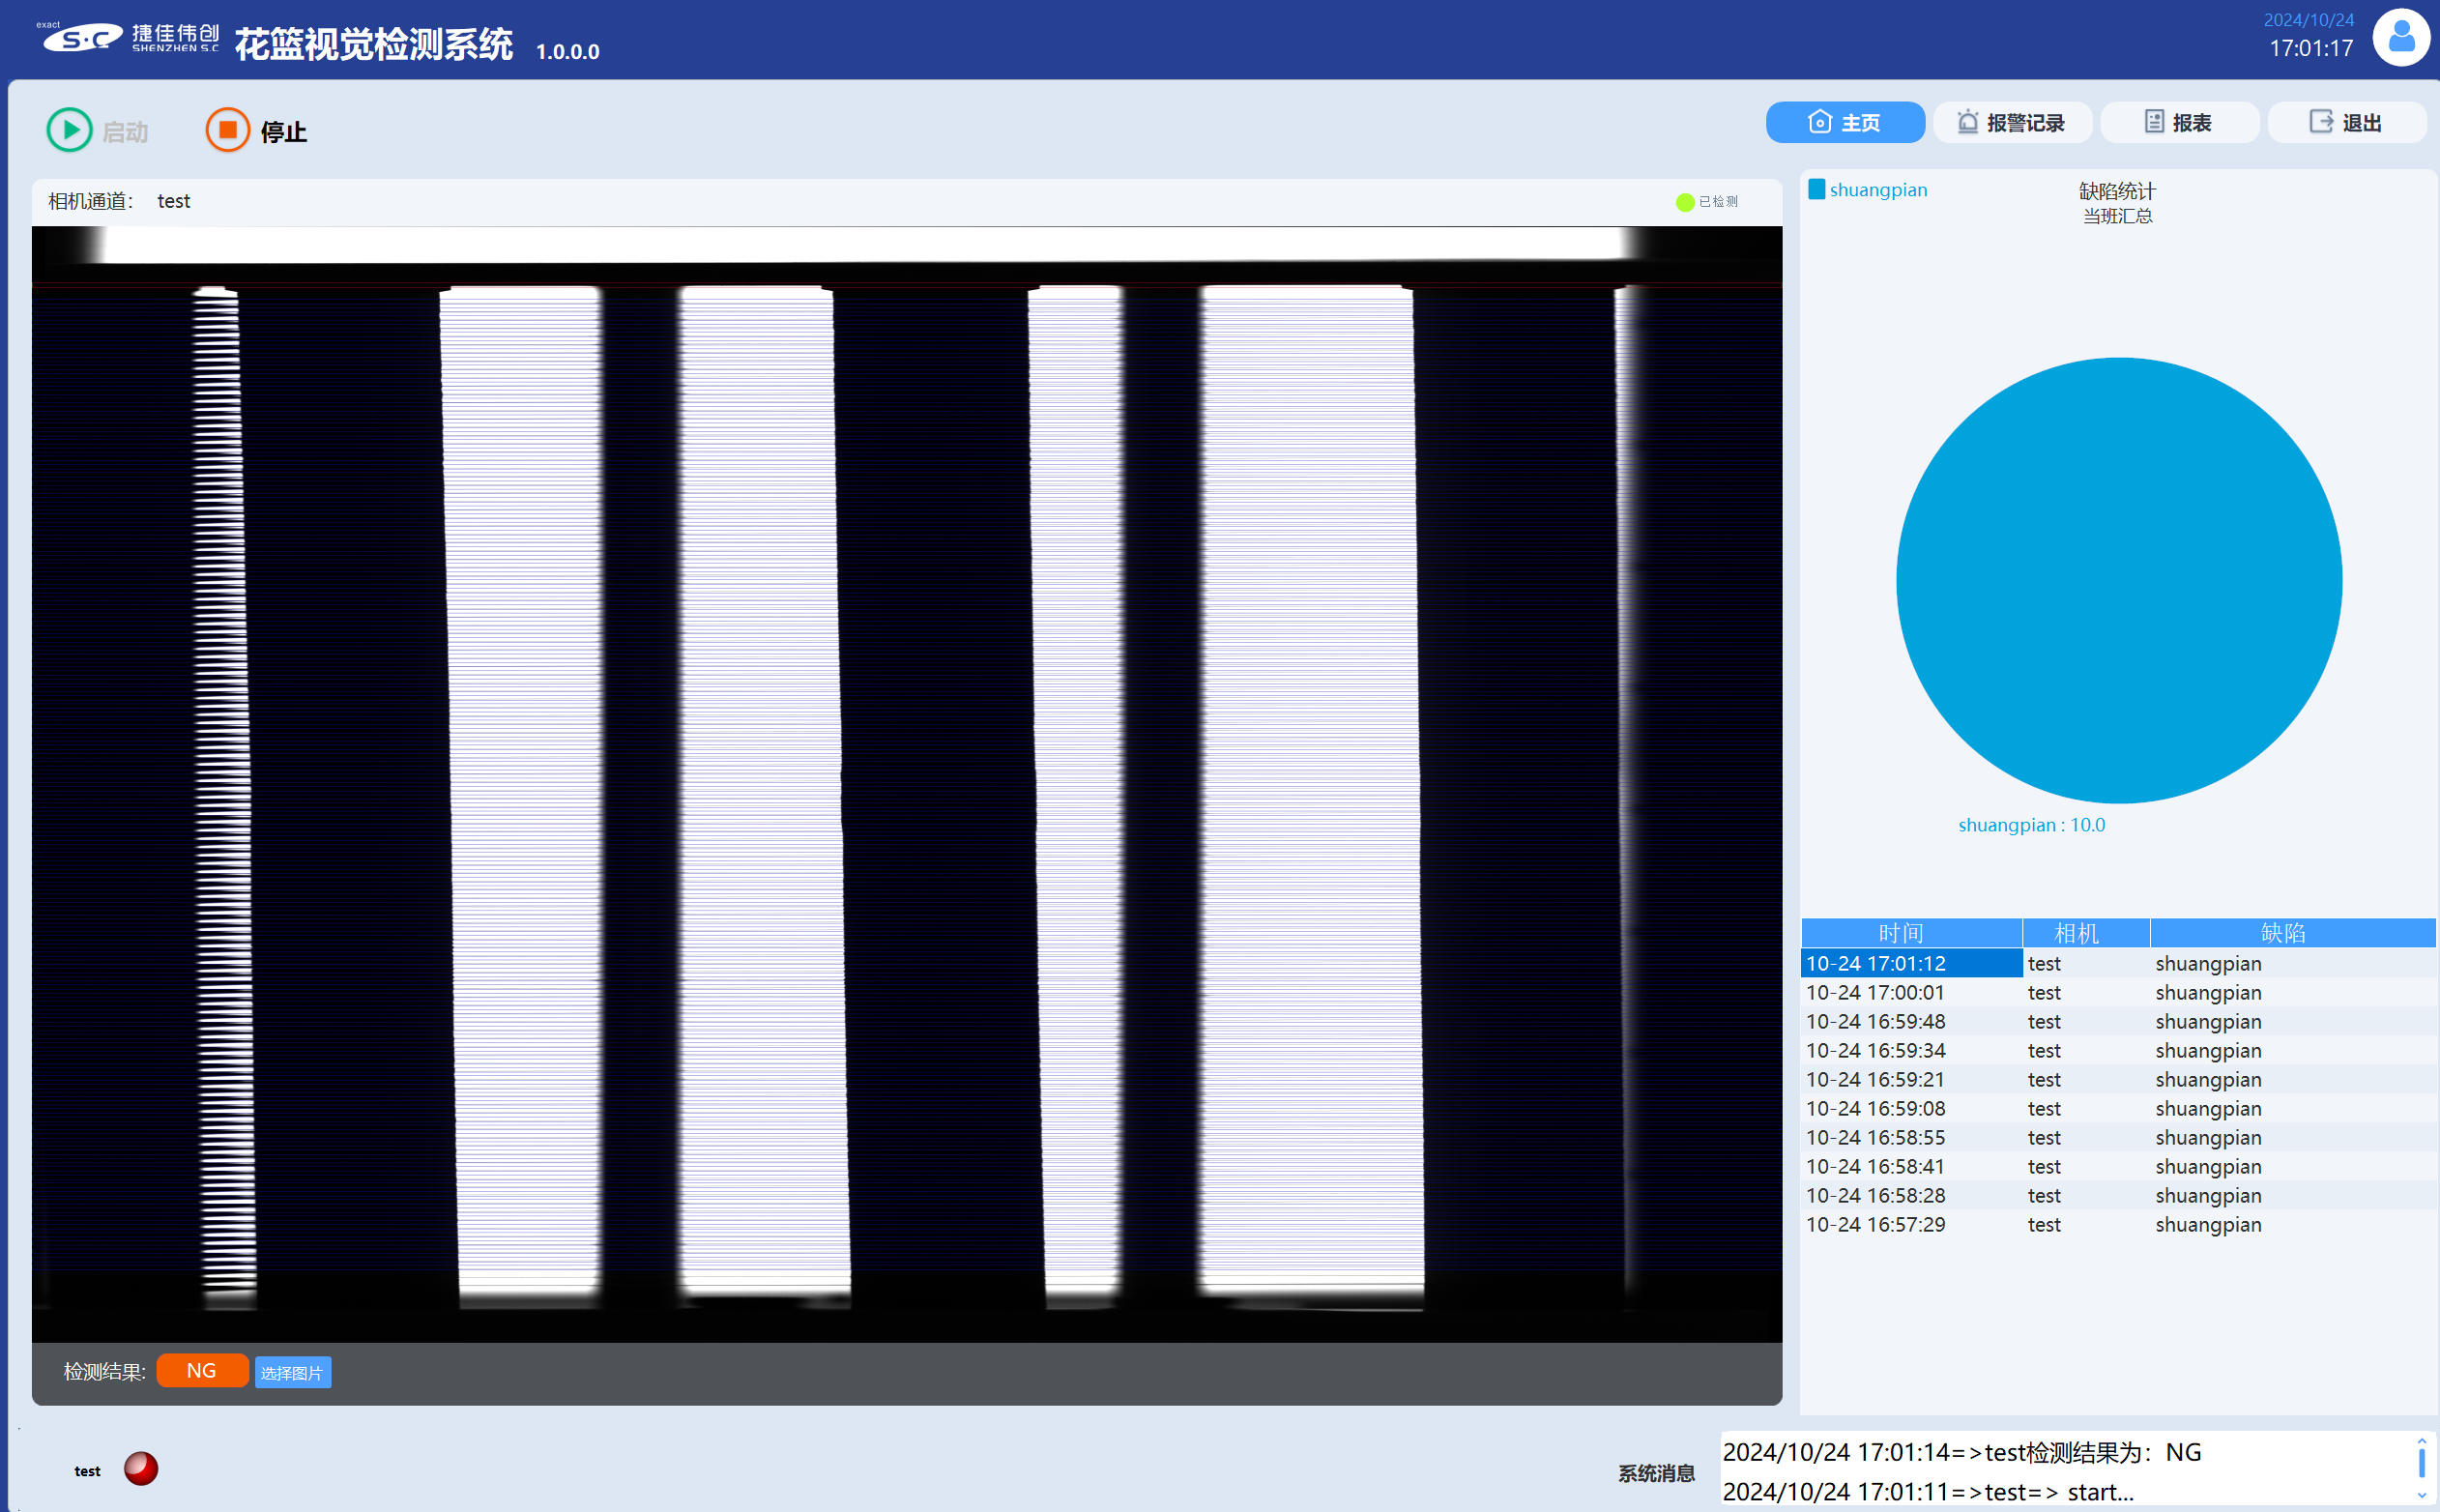 exact
S·C 捷佳伟创
SHENZHEN S.C
花篮视觉检测系统 1.0.0.0
2024/10/24
17:01:17
启动
停止
主页
报警记录
报表
退出
相机通道: test
已检测
shuangpian
缺陷统计
当班汇总
shuangpian : 10.0
时间 相机 缺陷
10-24 17:01:12 test shuangpian
10-24 17:00:01 test shuangpian
10-24 16:59:48 test shuangpian
10-24 16:59:34 test shuangpian
10-24 16:59:21 test shuangpian
10-24 16:59:08 test shuangpian
10-24 16:58:55 test shuangpian
10-24 16:58:41 test shuangpian
10-24 16:58:28 test shuangpian
10-24 16:57:29 test shuangpian
检测结果: NG 选择图片
test
系统消息
2024/10/24 17:01:14=>test检测结果为：NG
2024/10/24 17:01:11=>test=> start...